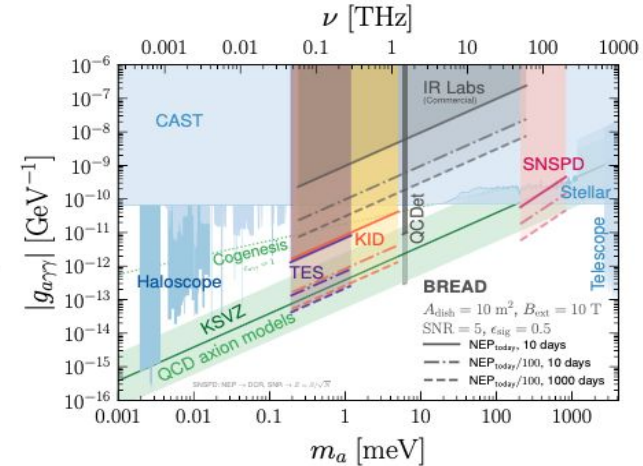 ν [THz]
0.001 0.01 0.1 1 10 100 1000
10⁻⁶
10⁻⁷
10⁻⁸
10⁻⁹
10⁻¹⁰
10⁻¹¹
10⁻¹²
10⁻¹³
10⁻¹⁴
10⁻¹⁵
10⁻¹⁶
|gₐᵧᵧ| [GeV⁻¹]
CAST
IR Labs
(Commercial)
SNSPD
Stellar
QCDet
KID
Cogenesis
TES
Haloscope
Telescope
KSVZ
QCD axion models
BREAD
A_dish = 10 m², B_ext = 10 T
SNR = 5, ϵ_sig = 0.5
NEP_today, 10 days
NEP_today/100, 10 days
NEP_today/100, 1000 days
0.001 0.01 0.1 1 10 100 1000
mₐ [meV]